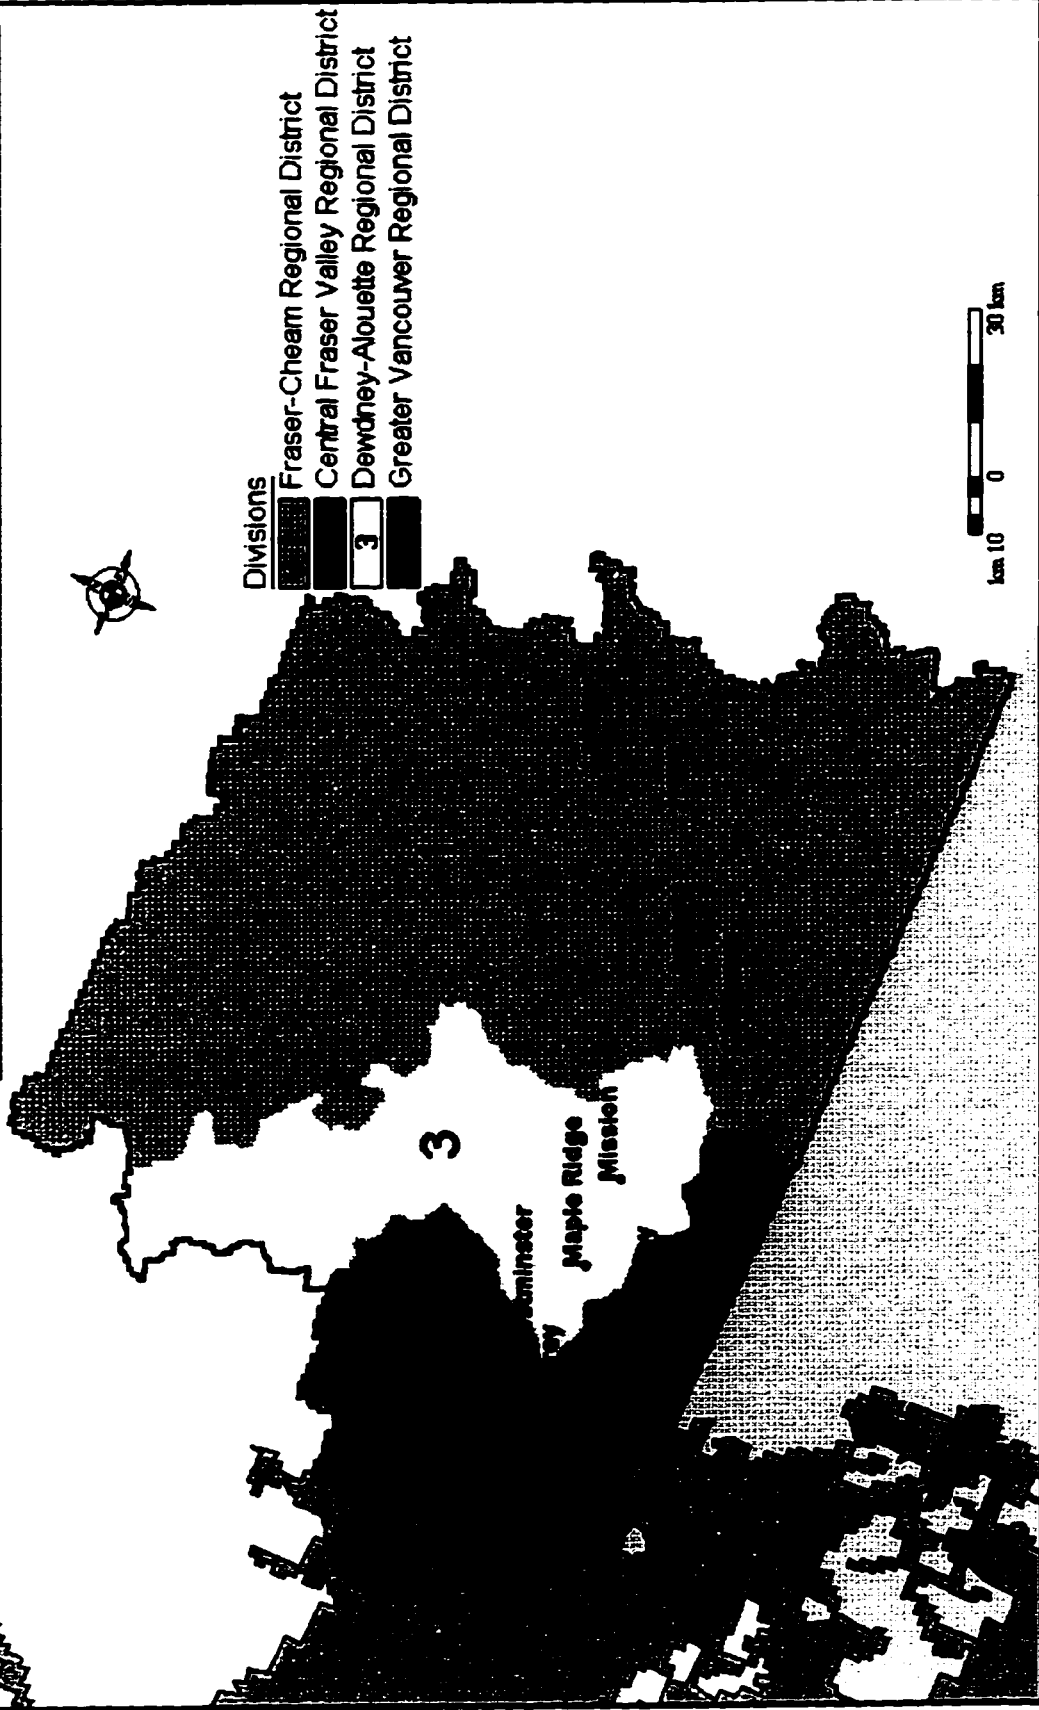 Divisions
Fraser-Cheam Regional District
Central Fraser Valley Regional District
3 Dewdney-Alouette Regional District
Greater Vancouver Regional District
3
Maple Ridge
Mission
km 10 0 30 km